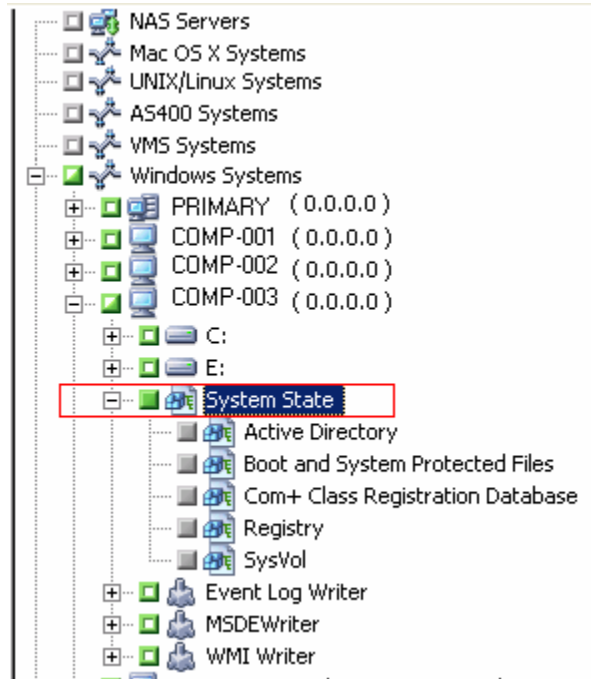 NAS Servers
Mac OS X Systems
UNIX/Linux Systems
AS400 Systems
VMS Systems
Windows Systems
PRIMARY ( 0.0.0.0 )
COMP-001 ( 0.0.0.0 )
COMP-002 ( 0.0.0.0 )
COMP-003 ( 0.0.0.0 )
C:
E:
System State
Active Directory
Boot and System Protected Files
Com+ Class Registration Database
Registry
SysVol
Event Log Writer
MSDEWriter
WMI Writer